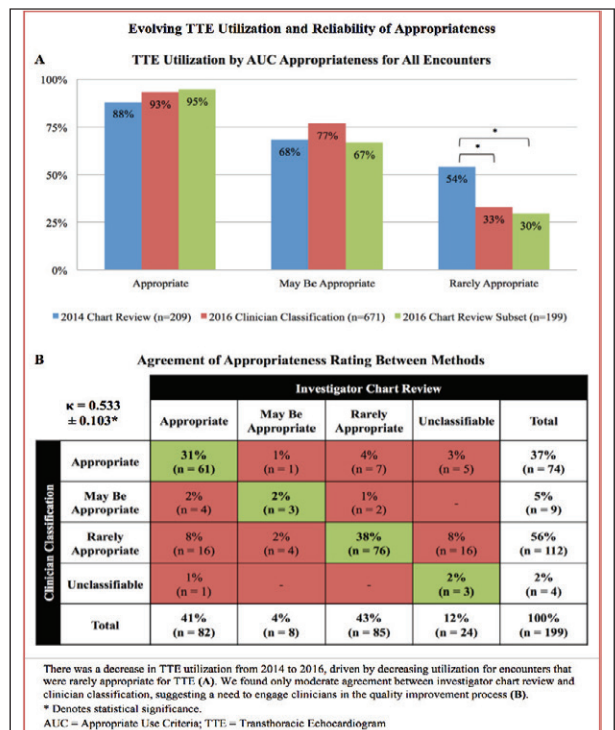 Evolving TTE Utilization and Reliability of Appropriateness
A
TTE Utilization by AUC Appropriateness for All Encounters
100%
75%
50%
25%
0%
88%
93%
95%
68%
77%
67%
54%
33%
30%
*
*
Appropriate
May Be Appropriate
Rarely Appropriate
2014 Chart Review (n=209)
2016 Clinician Classification (n=671)
2016 Chart Review Subset (n=199)
B
Agreement of Appropriateness Rating Between Methods
κ = 0.533
± 0.103*
Investigator Chart Review
Appropriate
May Be
Appropriate
Rarely
Appropriate
Unclassifiable
Total
Clinician Classification
Appropriate
31%
(n = 61)
1%
(n = 1)
4%
(n = 7)
3%
(n = 5)
37%
(n = 74)
May Be
Appropriate
2%
(n = 4)
2%
(n = 3)
1%
(n = 2)
-
5%
(n = 9)
Rarely
Appropriate
8%
(n = 16)
2%
(n = 4)
38%
(n = 76)
8%
(n = 16)
56%
(n = 112)
Unclassifiable
1%
(n = 1)
-
-
2%
(n = 3)
2%
(n = 4)
Total
41%
(n = 82)
4%
(n = 8)
43%
(n = 85)
12%
(n = 24)
100%
(n = 199)
There was a decrease in TTE utilization from 2014 to 2016, driven by decreasing utilization for encounters that
were rarely appropriate for TTE (A). We found only moderate agreement between investigator chart review and
clinician classification, suggesting a need to engage clinicians in the quality improvement process (B).
* Denotes statistical significance.
AUC = Appropriate Use Criteria; TTE = Transthoracic Echocardiogram